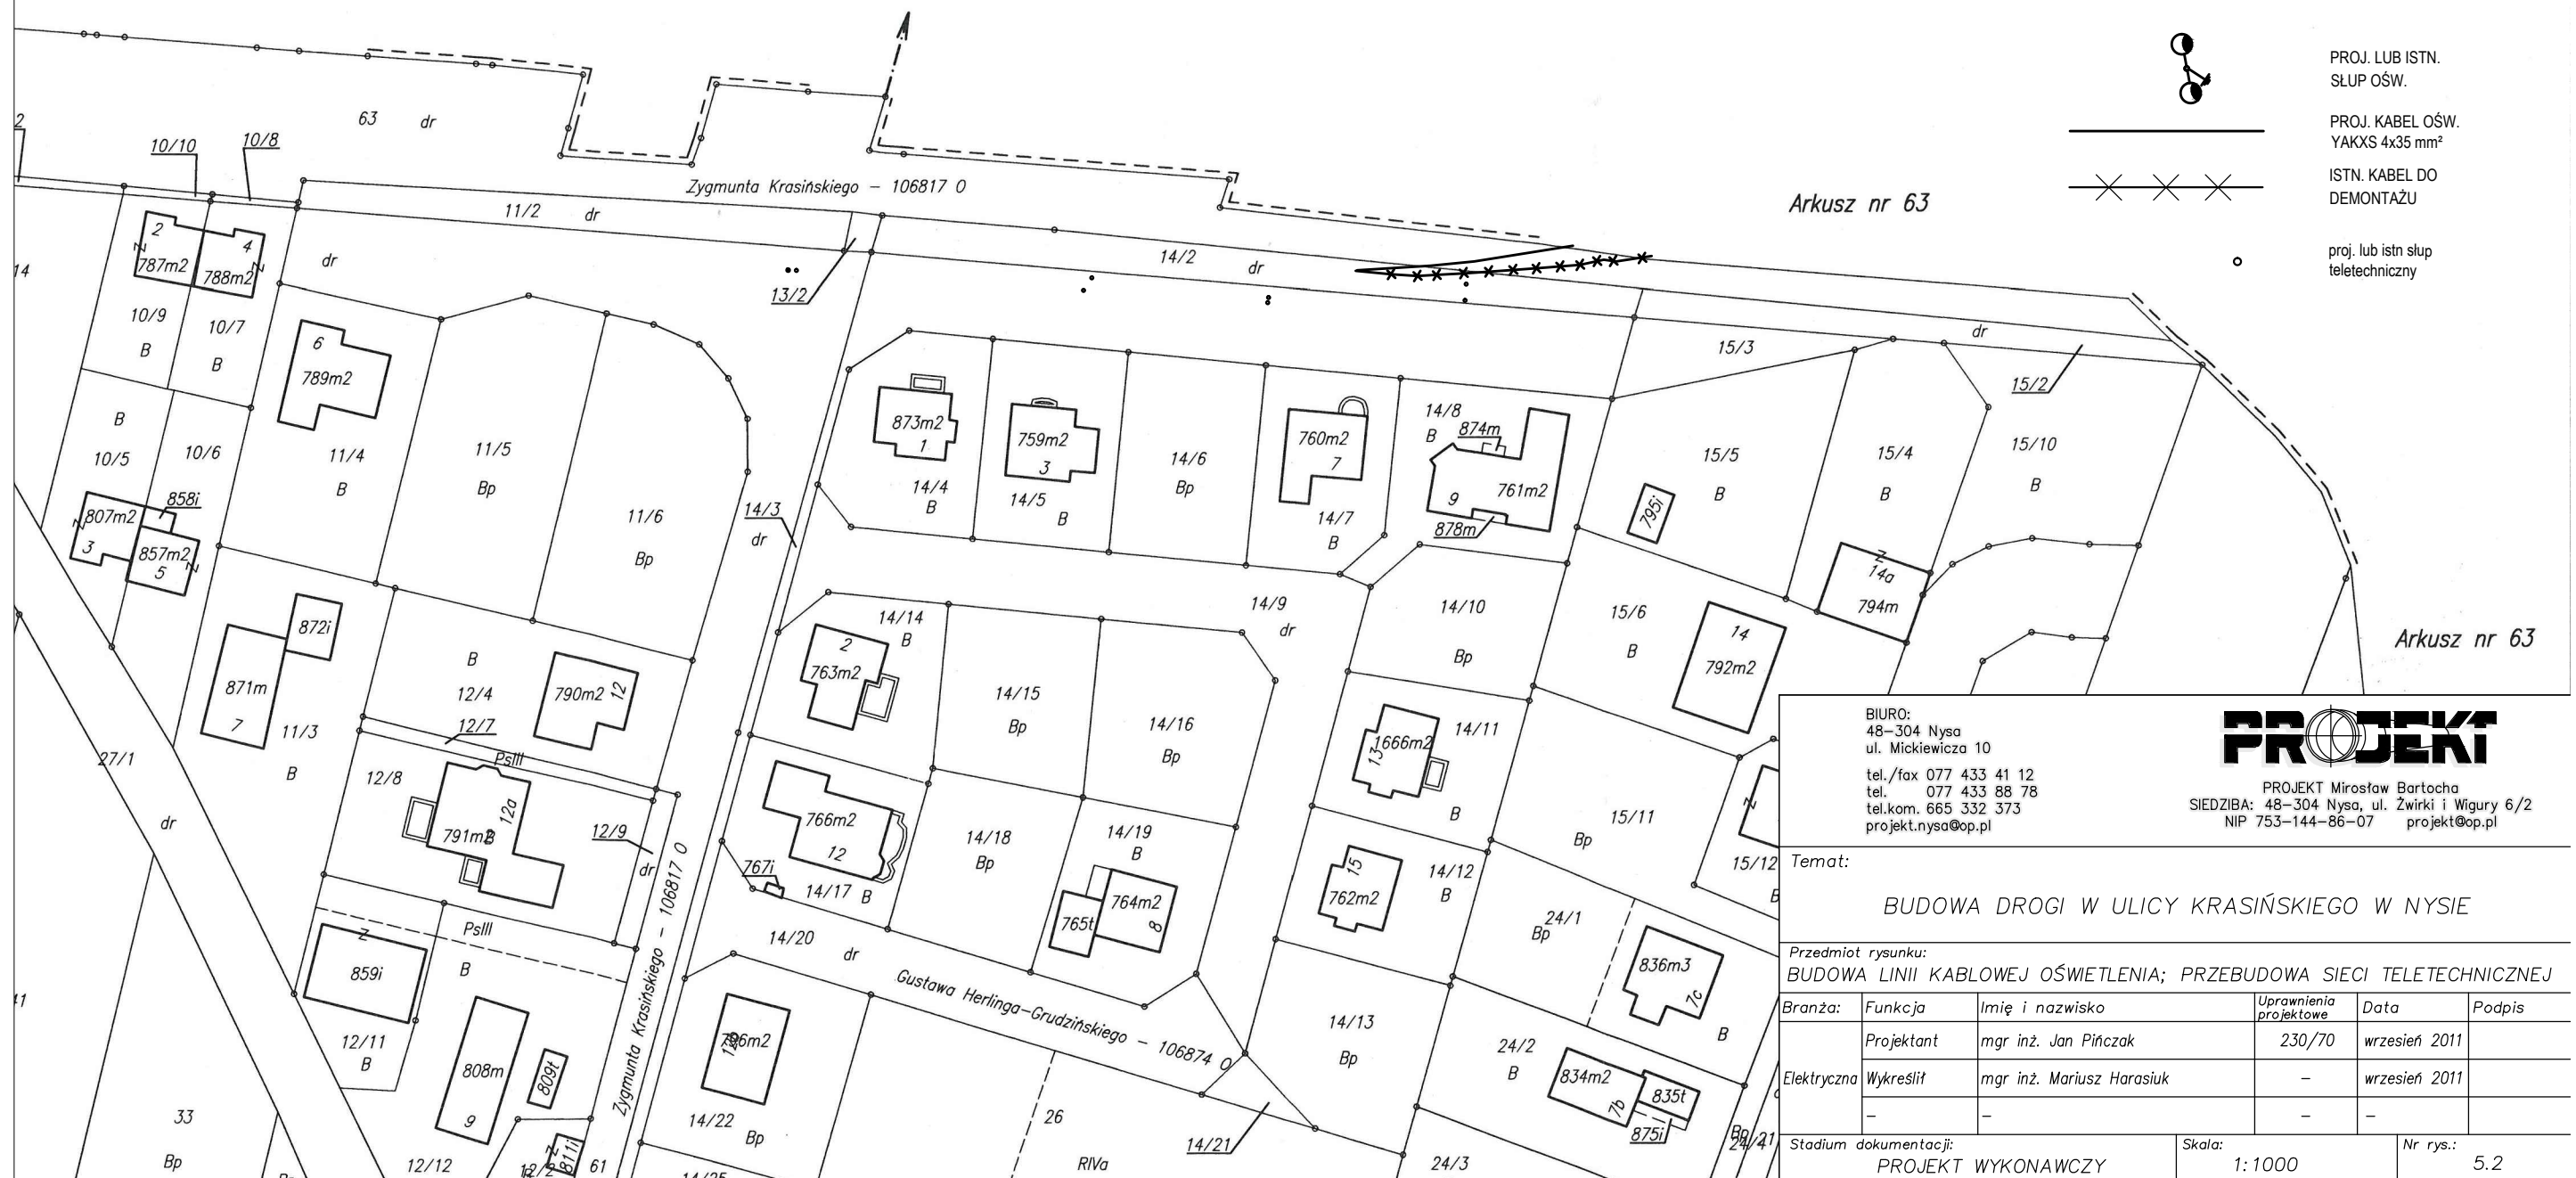 PROJ. LUB ISTN.
SŁUP OŚW.
PROJ. KABEL OŚW.
YAKXS 4x35 mm²
ISTN. KABEL DO
DEMONTAŻU
proj. lub istn słup
teletechniczny
63 dr
2
10/10
10/8
Zygmunta Krasińskiego – 106817 O
Arkusz nr 63
11/2 dr
14/2 dr
13/2
14
2
787m2
4
788m2
dr
10/9
B
10/7
B
6
789m2
dr
15/3
15/2
B
10/5
10/6
11/4
B
11/5
Bp
11/6
Bp
873m2
1
14/4
B
759m2
3
14/5
B
14/6
Bp
760m2
7
14/7
B
14/8
B
874m
9
761m2
878m
15/5
B
795i
15/4
B
15/10
B
858i
807m2
3
857m2
5
14/3
dr
14/9
dr
14/10
Bp
15/6
B
14
792m2
14a
794m
Arkusz nr 63
872i
871m
7
11/3
B
B
12/4
790m2
12
12/7
PsIII
14/14
B
2
763m2
14/15
Bp
14/16
Bp
14/11
1666m2
13
B
27/1
dr
12/8
12a
791m2
12/9
dr
766m2
12
767i
14/17
B
14/18
Bp
14/19
B
764m2
8
765t
15
762m2
14/12
B
15/11
Bp
15/12
B
PsIII
B
859i
12/11
B
Zygmunta Krasińskiego – 106817 O
14/20
dr
Gustawa Herlinga–Grudzińskiego – 106874 O
24/1
Bp
836m3
7c
B
41
808m
9
809t
811i
14/22
Bp
26
RIVa
14/13
Bp
14/21
24/2
B
834m2
7b
835t
875i
24/3
33
Bp
12/12
61
14/25
BIURO:
48–304 Nysa
ul. Mickiewicza 10
tel./fax 077 433 41 12
tel. 077 433 88 78
tel.kom. 665 332 373
projekt.nysa@op.pl
PROJEKT
PROJEKT Mirosław Bartocha
SIEDZIBA: 48–304 Nysa, ul. Żwirki i Wigury 6/2
NIP 753–144–86–07 projekt@op.pl
Temat:
BUDOWA DROGI W ULICY KRASIŃSKIEGO W NYSIE
Przedmiot rysunku:
BUDOWA LINII KABLOWEJ OŚWIETLENIA; PRZEBUDOWA SIECI TELETECHNICZNEJ
Branża: Funkcja Imię i nazwisko Uprawnienia projektowe Data Podpis
Projektant mgr inż. Jan Pińczak 230/70 wrzesień 2011
Elektryczna Wykreślił mgr inż. Mariusz Harasiuk – wrzesień 2011
– – – –
Stadium dokumentacji: Skala: Nr rys.:
PROJEKT WYKONAWCZY 1:1000 5.2